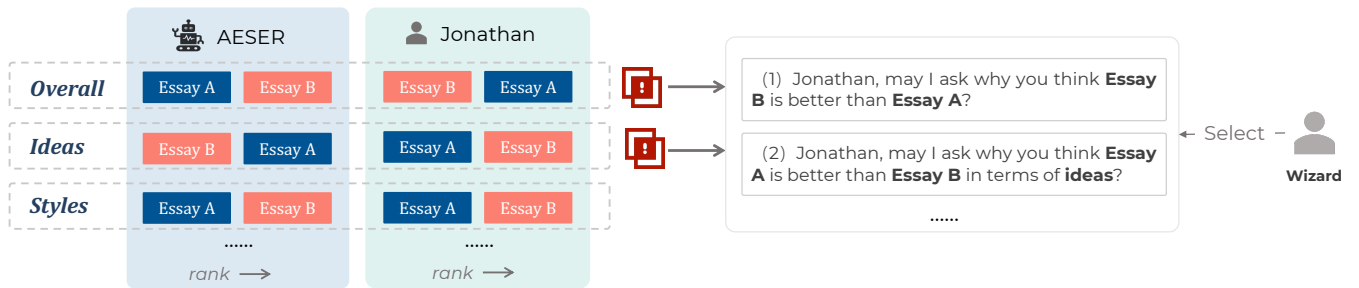 AESER
Jonathan
Overall
Essay A
Essay B
Essay B
Essay A
!
(1) Jonathan, may I ask why you think Essay
B is better than Essay A?
Ideas
Essay B
Essay A
Essay A
Essay B
!
(2) Jonathan, may I ask why you think Essay
A is better than Essay B in terms of ideas?
Select
Wizard
Styles
Essay A
Essay B
Essay A
Essay B
......
......
......
rank
rank